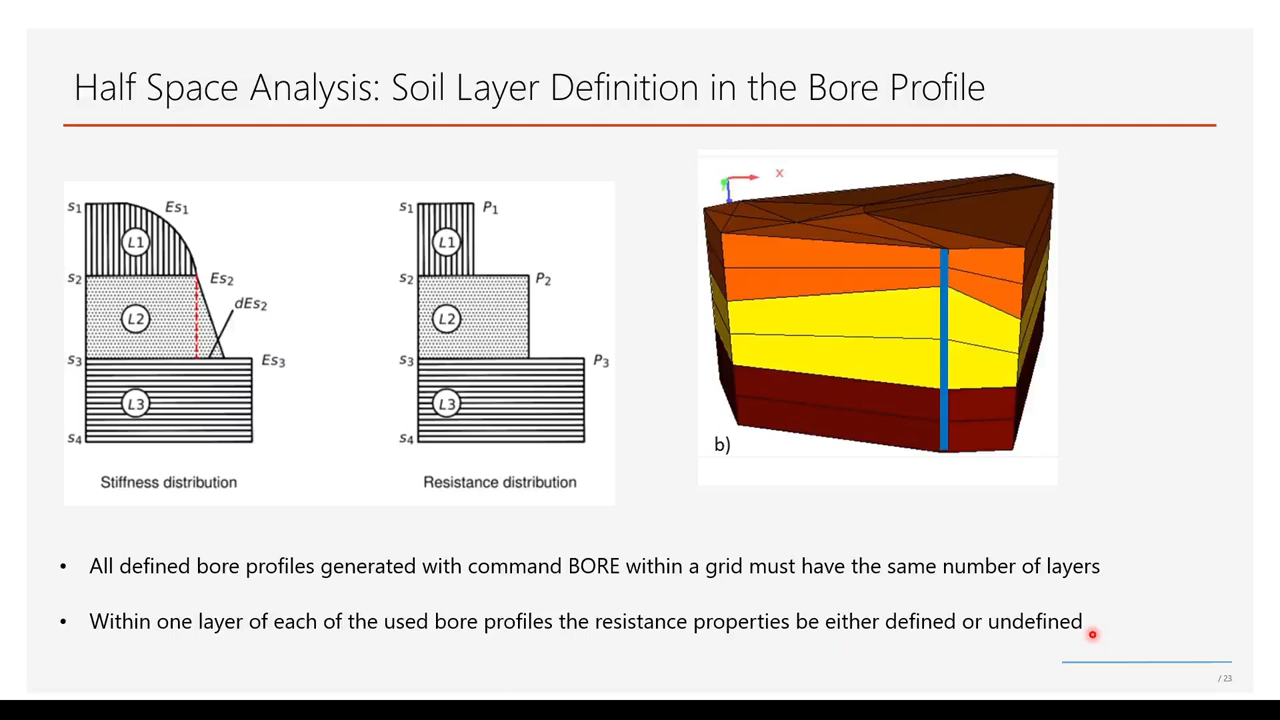 Half Space Analysis: Soil Layer Definition in the Bore Profile
s1
Es1
L1
s2
Es2
dEs2
L2
s3
Es3
L3
s4
Stiffness distribution
s1
P1
L1
s2
P2
L2
s3
P3
L3
s4
Resistance distribution
x
b)
• All defined bore profiles generated with command BORE within a grid must have the same number of layers
• Within one layer of each of the used bore profiles the resistance properties be either defined or undefined
/ 23